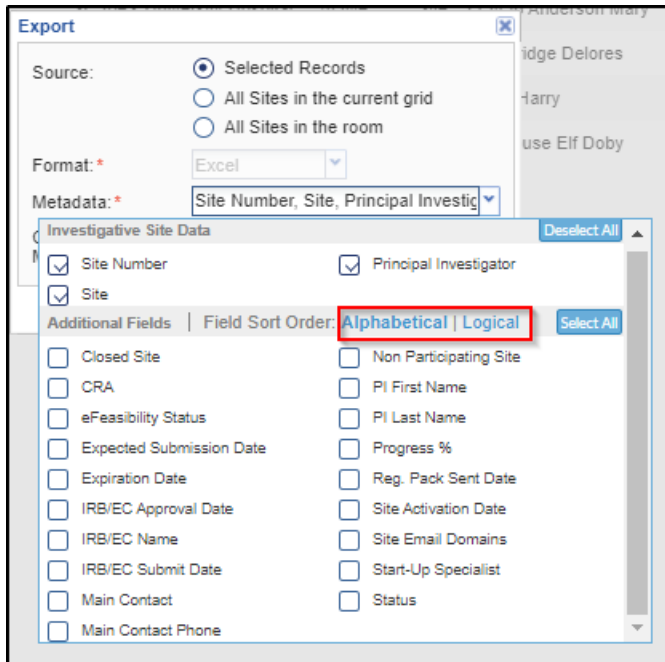 Anderson Mary
Export
idge Delores
Source:
Selected Records
All Sites in the current grid
Harry
All Sites in the room
use Elf Doby
Format:*
Excel
Metadata:*
Site Number, Site, Principal Investig
Investigative Site Data
Deselect All
Site Number
Principal Investigator
Site
Additional Fields | Field Sort Order: Alphabetical | Logical
Select All
Closed Site
Non Participating Site
CRA
PI First Name
eFeasibility Status
PI Last Name
Expected Submission Date
Progress %
Expiration Date
Reg. Pack Sent Date
IRB/EC Approval Date
Site Activation Date
IRB/EC Name
Site Email Domains
IRB/EC Submit Date
Start-Up Specialist
Main Contact
Status
Main Contact Phone